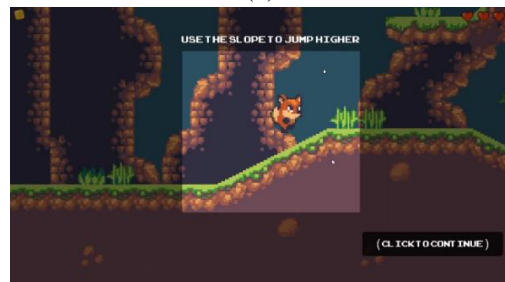 USE THE SLOPE TO JUMP HIGHER
(CLICK TO CONTINUE)